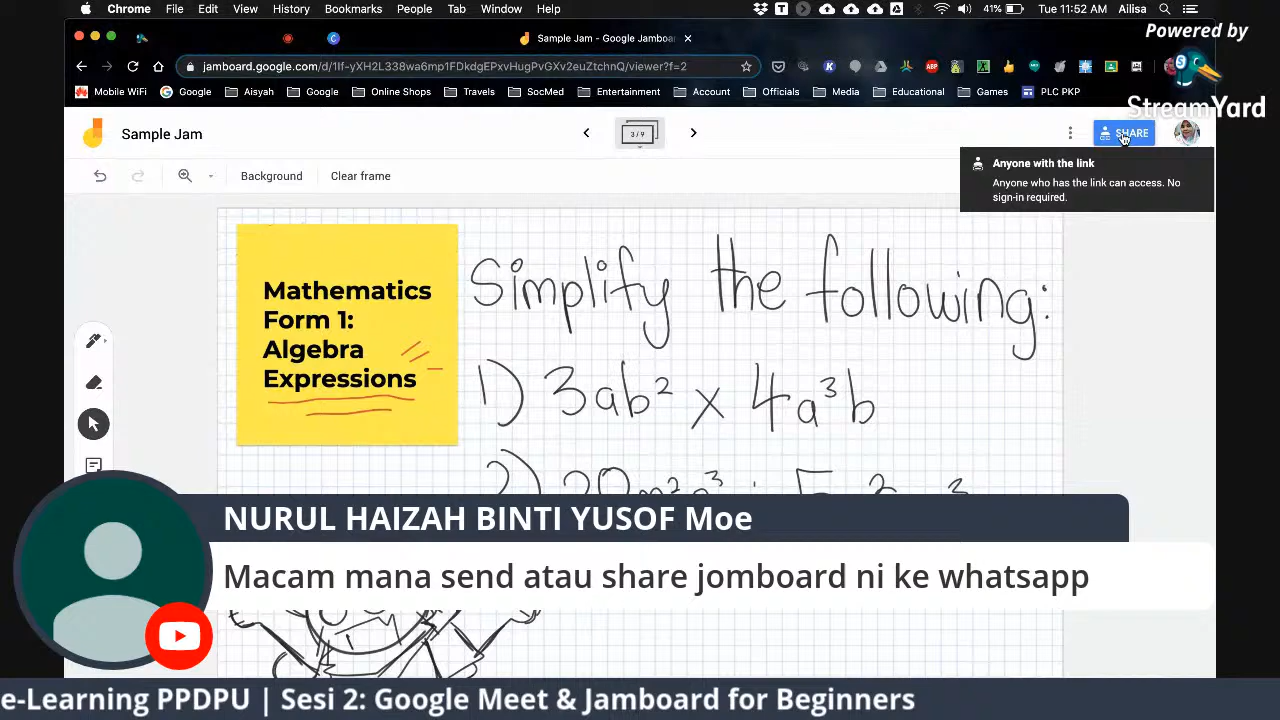 Chrome File Edit View History Bookmarks People Tab Window Help 41% Tue 11:52 AM Ailisa
Powered by
StreamYard
Sample Jam - Google Jamboa
jamboard.google.com/d/1If-yXH2L338wa6mp1FDkdgEPxvHugPvGXv2euZtchnQ/viewer?f=2
Mobile WiFi Google Aisyah Google Online Shops Travels SocMed Entertainment Account Officials Media Educational Games PLC PKP
Sample Jam 3/9 SHARE
Anyone with the link
Anyone who has the link can access. No
sign-in required.
Background Clear frame
Mathematics
Form 1:
Algebra
Expressions
Simplify the following:
1) 3ab² × 4a³b
2)
NURUL HAIZAH BINTI YUSOF Moe
Macam mana send atau share jomboard ni ke whatsapp
e-Learning PPDPU | Sesi 2: Google Meet & Jamboard for Beginners